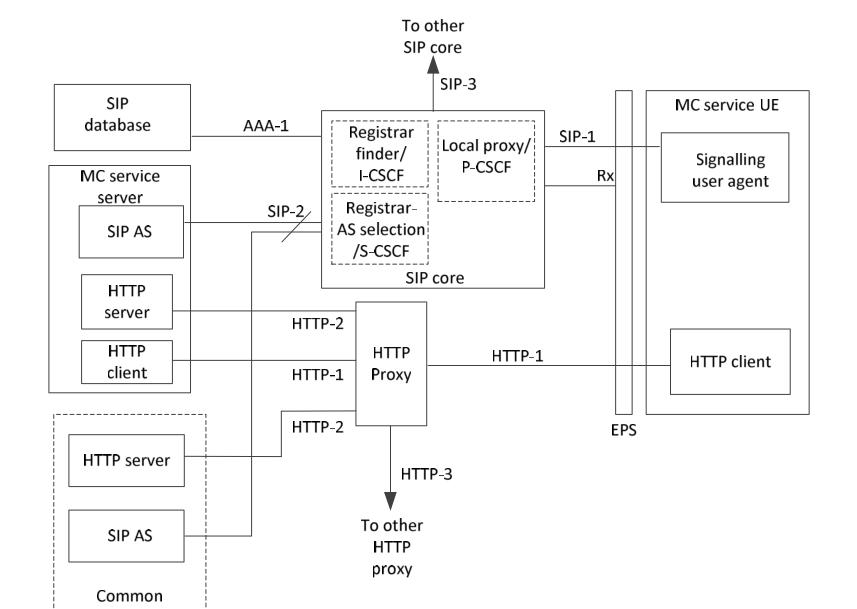 To other
SIP core
SIP-3
SIP
database
AAA-1
Registrar
finder/
I-CSCF
Local proxy/
P-CSCF
SIP-1
MC service UE
Signalling
user agent
Rx
MC service
server
SIP AS
SIP-2
Registrar-
AS selection
/S-CSCF
SIP core
HTTP
server
HTTP-2
HTTP
client
HTTP-1
HTTP
Proxy
HTTP-1
HTTP client
HTTP-2
EPS
HTTP server
HTTP-3
SIP AS
To other
HTTP
proxy
Common